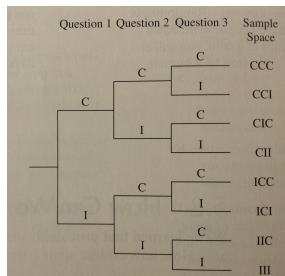 Question 1 Question 2 Question 3 Sample
Space
C CCC
C
I CCI
C
C CIC
I
I CII
C ICC
C
I ICI
I
C IIC
I
I III